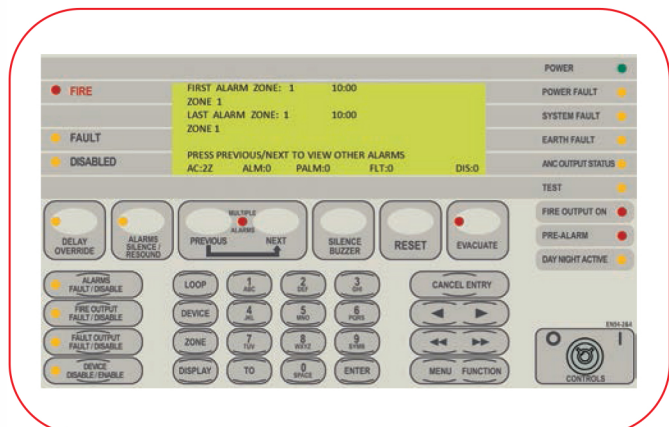 POWER
FIRE
POWER FAULT
FIRST ALARM ZONE: 1 10:00
ZONE 1
LAST ALARM ZONE: 1 10:00
ZONE 1
PRESS PREVIOUS/NEXT TO VIEW OTHER ALARMS
AC:2Z ALM:0 PALM:0 FLT:0 DIS:0
SYSTEM FAULT
FAULT
EARTH FAULT
DISABLED
ANC OUTPUT STATUS
TEST
FIRE OUTPUT ON
PRE-ALARM
DAY NIGHT ACTIVE
DELAY
OVERRIDE
ALARMS
SILENCE /
RESOUND
MULTIPLE
ALARMS
PREVIOUS NEXT
SILENCE
BUZZER
RESET
EVACUATE
ALARMS
FAULT / DISABLE
FIRE OUTPUT
FAULT / DISABLE
FAULT OUTPUT
FAULT / DISABLE
DEVICE
DISABLE / ENABLE
LOOP
1
ABC
2
DEF
3
GHI
DEVICE
4
JKL
5
MNO
6
PQRS
ZONE
7
TUV
8
WXYZ
9
SYMB
DISPLAY
TO
0
SPACE
ENTER
CANCEL ENTRY
MENU FUNCTION
EN54-2&4
O I
CONTROLS